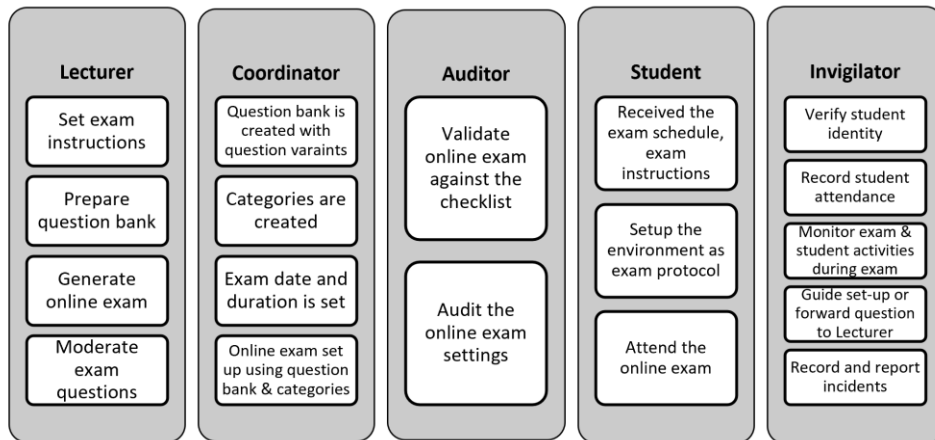 Lecturer
Set exam
instructions
Prepare
question bank
Generate
online exam
Moderate
exam
questions
Coordinator
Question bank is
created with
question varaints
Categories are
created
Exam date and
duration is set
Online exam set
up using question
bank & categories
Auditor
Validate
online exam
against the
checklist
Audit the
online exam
settings
Student
Received the
exam schedule,
exam
instructions
Setup the
environment as
exam protocol
Attend the
online exam
Invigilator
Verify student
identity
Record student
attendance
Monitor exam &
student activities
during exam
Guide set-up or
forward question
to Lecturer
Record and report
incidents